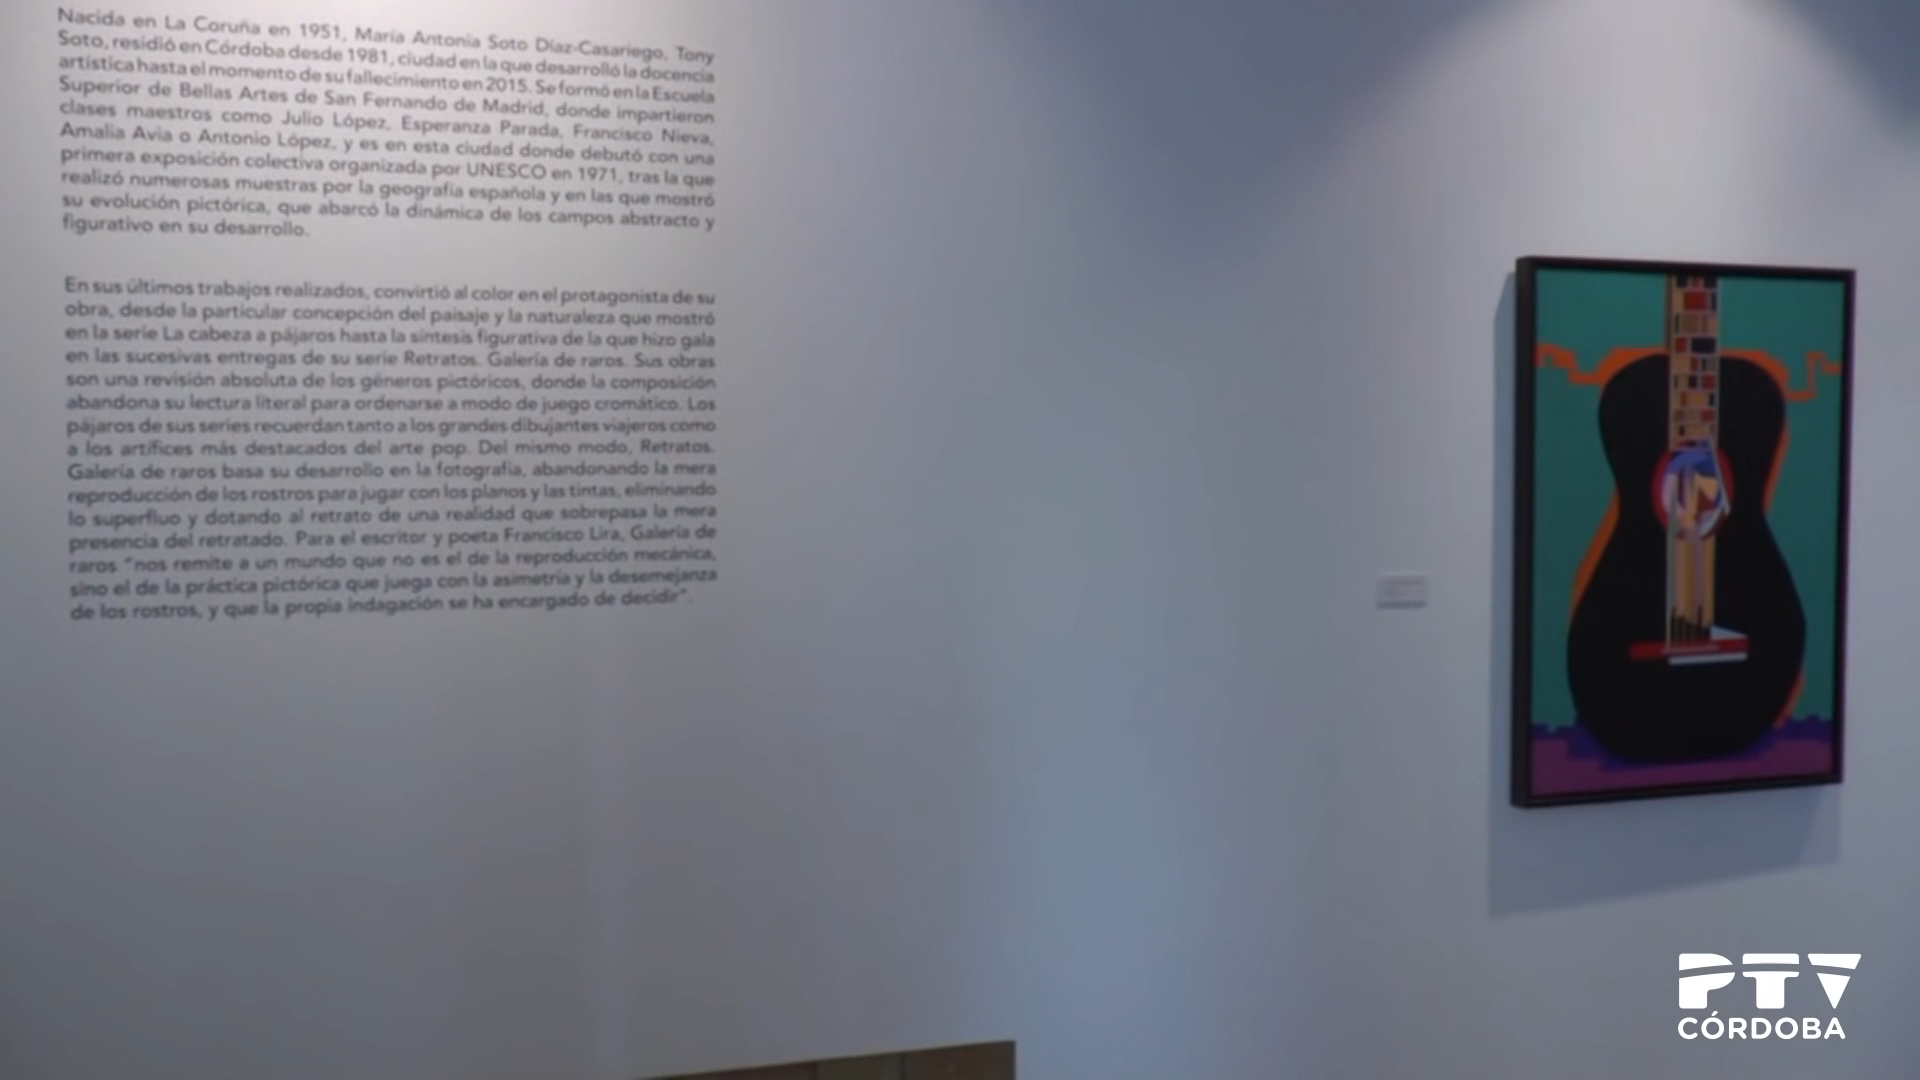 Nacida en La Coruña en 1951, María Antonia Soto Díaz-Casariego, Tony
Soto, residió en Córdoba desde 1981, ciudad en la que desarrolló la docencia
artística hasta el momento de su fallecimiento en 2015. Se formó en la Escuela
Superior de Bellas Artes de San Fernando de Madrid, donde impartieron
clases maestros como Julio López, Esperanza Parada, Francisco Nieva,
Amalia Avia o Antonio López, y es en esta ciudad donde debutó con una
primera exposición colectiva organizada por UNESCO en 1971, tras la que
realizó numerosas muestras por la geografía española y en las que mostró
su evolución pictórica, que abarcó la dinámica de los campos abstracto y
figurativo en su desarrollo.
En sus últimos trabajos realizados, convirtió al color en el protagonista de su
obra, desde la particular concepción del paisaje y la naturaleza que mostró
en la serie La cabeza a pájaros hasta la síntesis figurativa de la que hizo gala
en las sucesivas entregas de su serie Retratos. Galería de raros. Sus obras
son una revisión absoluta de los géneros pictóricos, donde la composición
abandona su lectura literal para ordenarse a modo de juego cromático. Los
pájaros de sus series recuerdan tanto a los grandes dibujantes viajeros como
a los artífices más destacados del arte pop. Del mismo modo, Retratos.
Galería de raros basa su desarrollo en la fotografía, abandonando la mera
reproducción de los rostros para jugar con los planos y las tintas, eliminando
lo superfluo y dotando al retrato de una realidad que sobrepasa la mera
presencia del retratado. Para el escritor y poeta Francisco Lira, Galería de
raros "nos remite a un mundo que no es el de la reproducción mecánica,
sino el de la práctica pictórica que juega con la asimetría y la desemejanza
de los rostros, y que la propia indagación se ha encargado de decidir".
PTV
CÓRDOBA